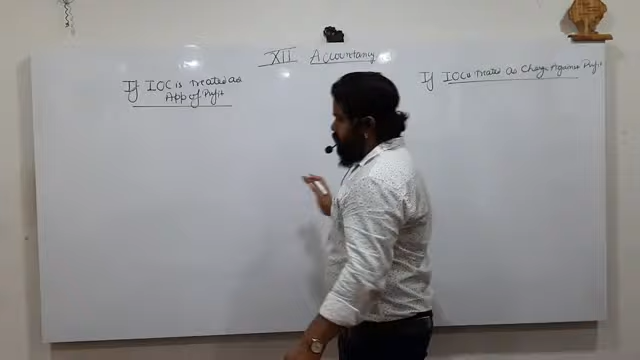 XII Accountancy
If IOC is treated as
App of Profit
If IOC is treated as Charge Against Profit